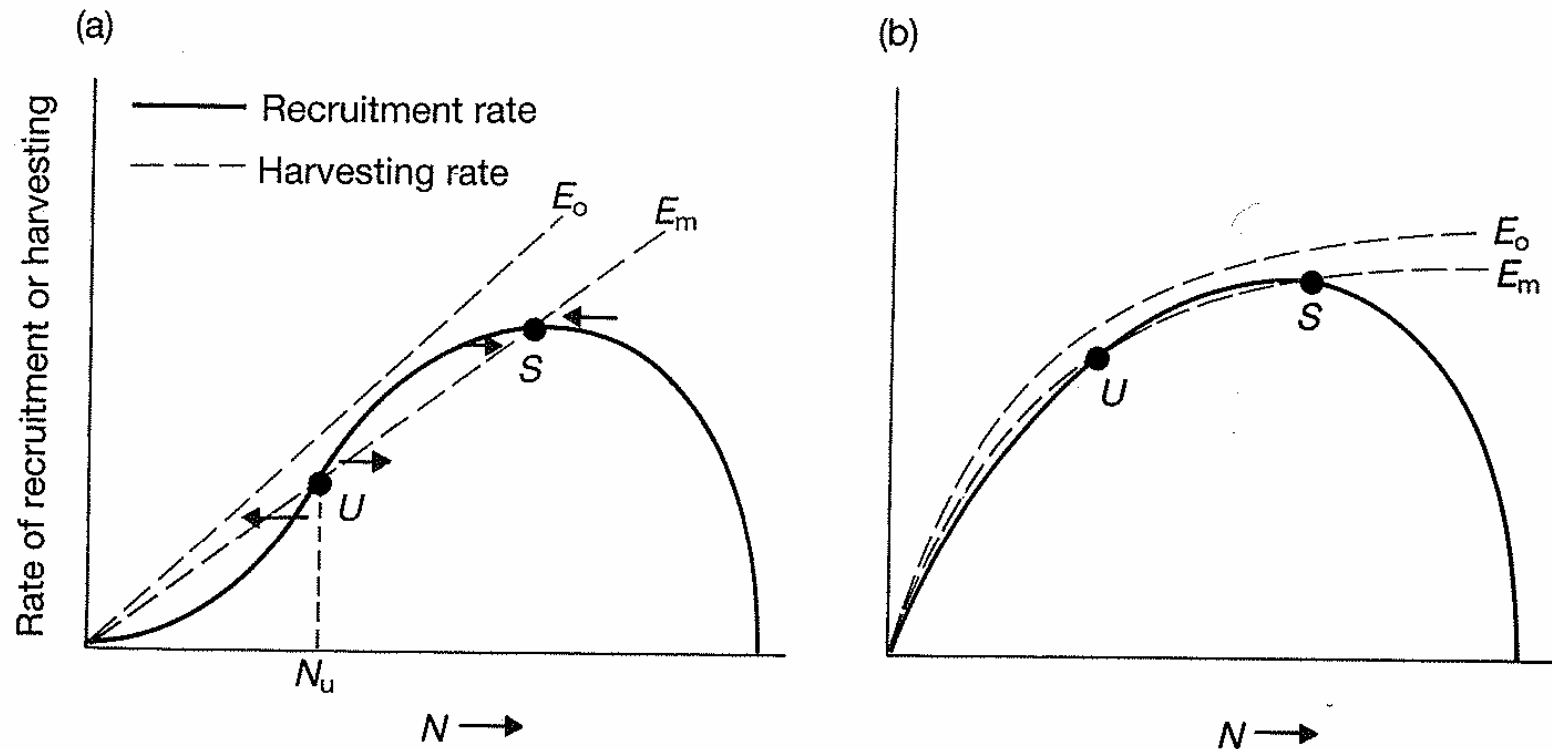 (a)
Rate of recruitment or harvesting
Recruitment rate
Harvesting rate
Eo
Em
S
U
Nu
N
(b)
Eo
Em
S
U
N